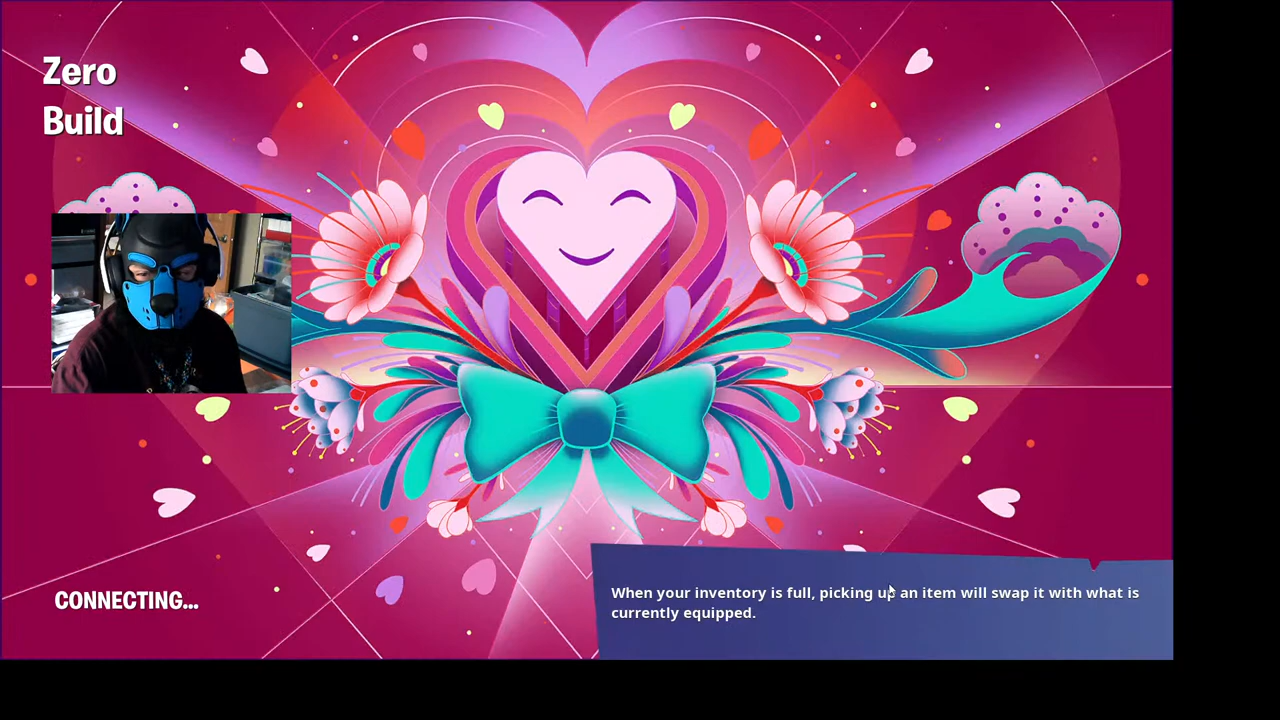 Zero
Build
CONNECTING...
When your inventory is full, picking up an item will swap it with what is
currently equipped.